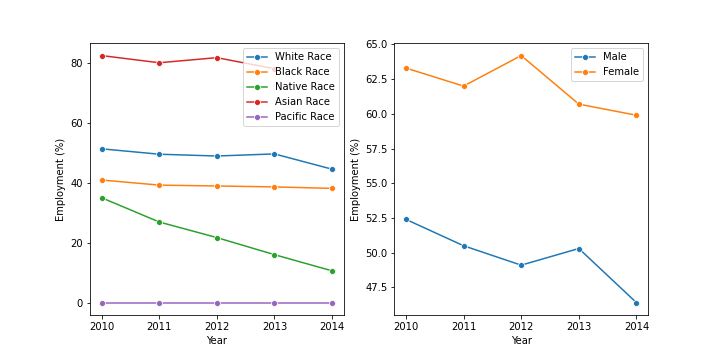 80
60
40
20
0
Employment (%)
2010 2011 2012 2013 2014
Year
White Race
Black Race
Native Race
Asian Race
Pacific Race
65.0
62.5
60.0
57.5
55.0
52.5
50.0
47.5
Employment (%)
2010 2011 2012 2013 2014
Year
Male
Female